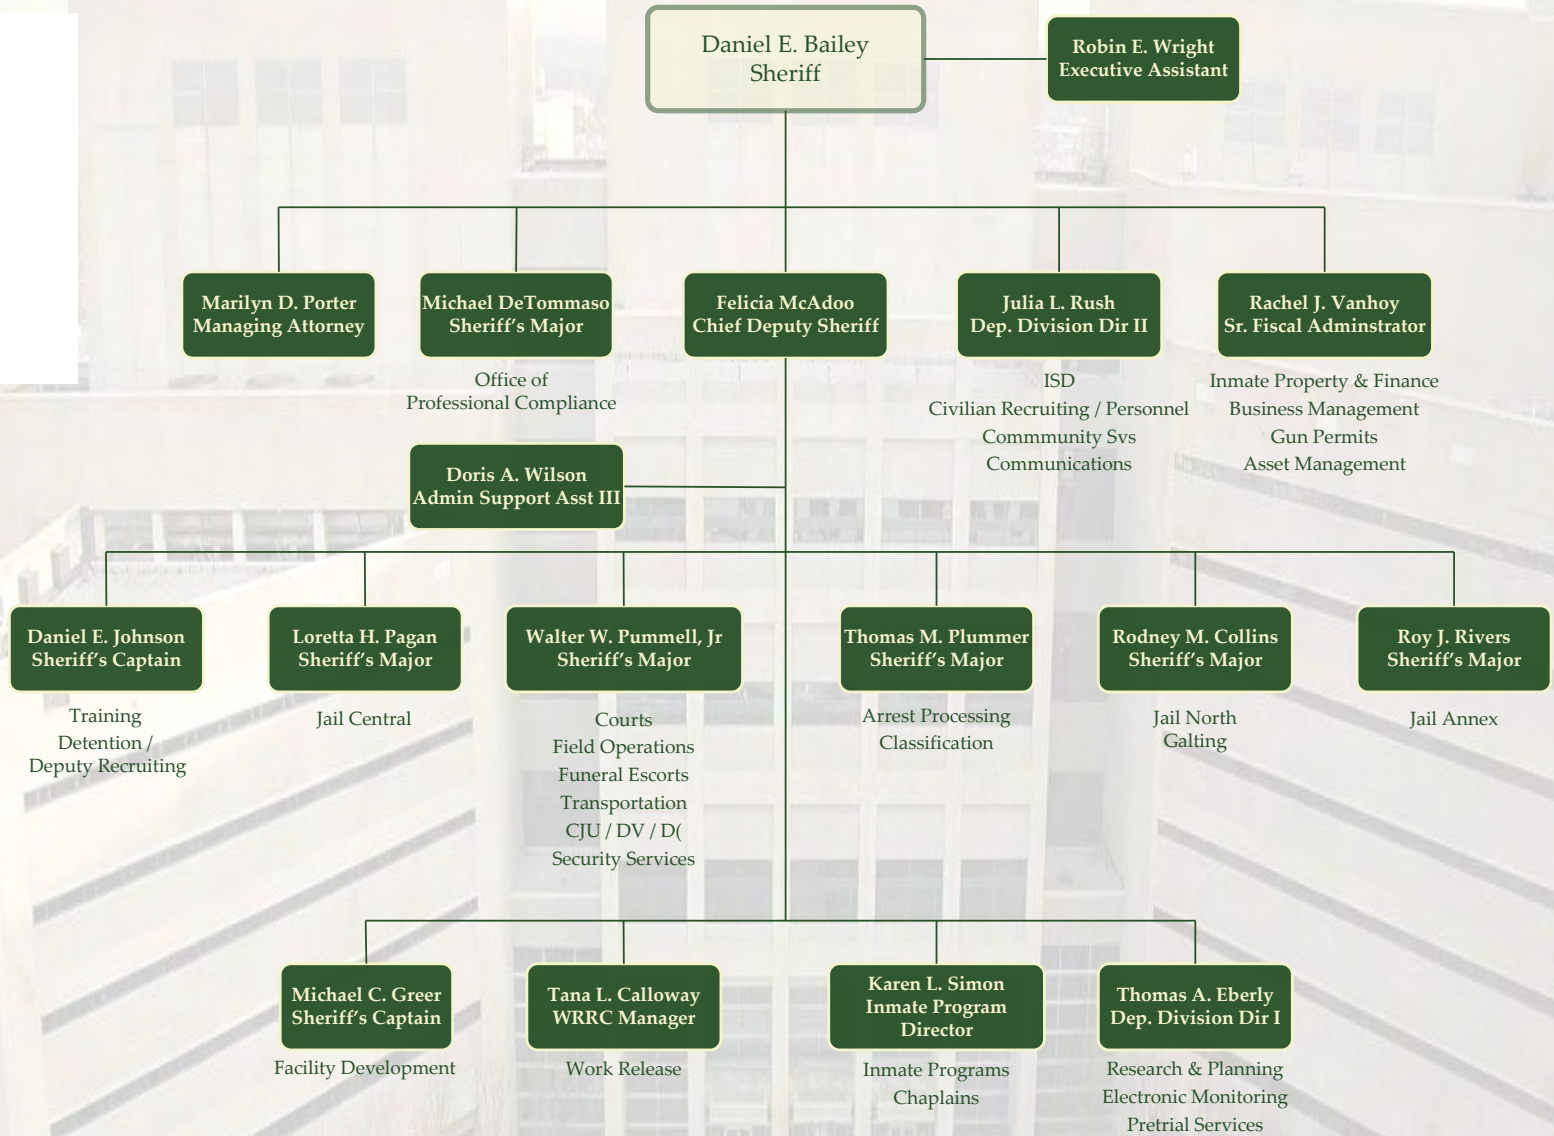 Daniel E. Bailey
Sheriff
Robin E. Wright
Executive Assistant
Marilyn D. Porter
Managing Attorney
Michael DeTommaso
Sheriff’s Major
Office of
Professional Compliance
Felicia McAdoo
Chief Deputy Sheriff
Julia L. Rush
Dep. Division Dir II
ISD
Civilian Recruiting / Personnel
Commmunity Svs
Communications
Rachel J. Vanhoy
Sr. Fiscal Adminstrator
Inmate Property & Finance
Business Management
Gun Permits
Asset Management
Doris A. Wilson
Admin Support Asst III
Daniel E. Johnson
Sheriff’s Captain
Training
Detention /
Deputy Recruiting
Loretta H. Pagan
Sheriff’s Major
Jail Central
Walter W. Pummell, Jr
Sheriff’s Major
Courts
Field Operations
Funeral Escorts
Transportation
CJU / DV / D(
Security Services
Thomas M. Plummer
Sheriff’s Major
Arrest Processing
Classification
Rodney M. Collins
Sheriff’s Major
Jail North
Galting
Roy J. Rivers
Sheriff’s Major
Jail Annex
Michael C. Greer
Sheriff’s Captain
Facility Development
Tana L. Calloway
WRRC Manager
Work Release
Karen L. Simon
Inmate Program
Director
Inmate Programs
Chaplains
Thomas A. Eberly
Dep. Division Dir I
Research & Planning
Electronic Monitoring
Pretrial Services